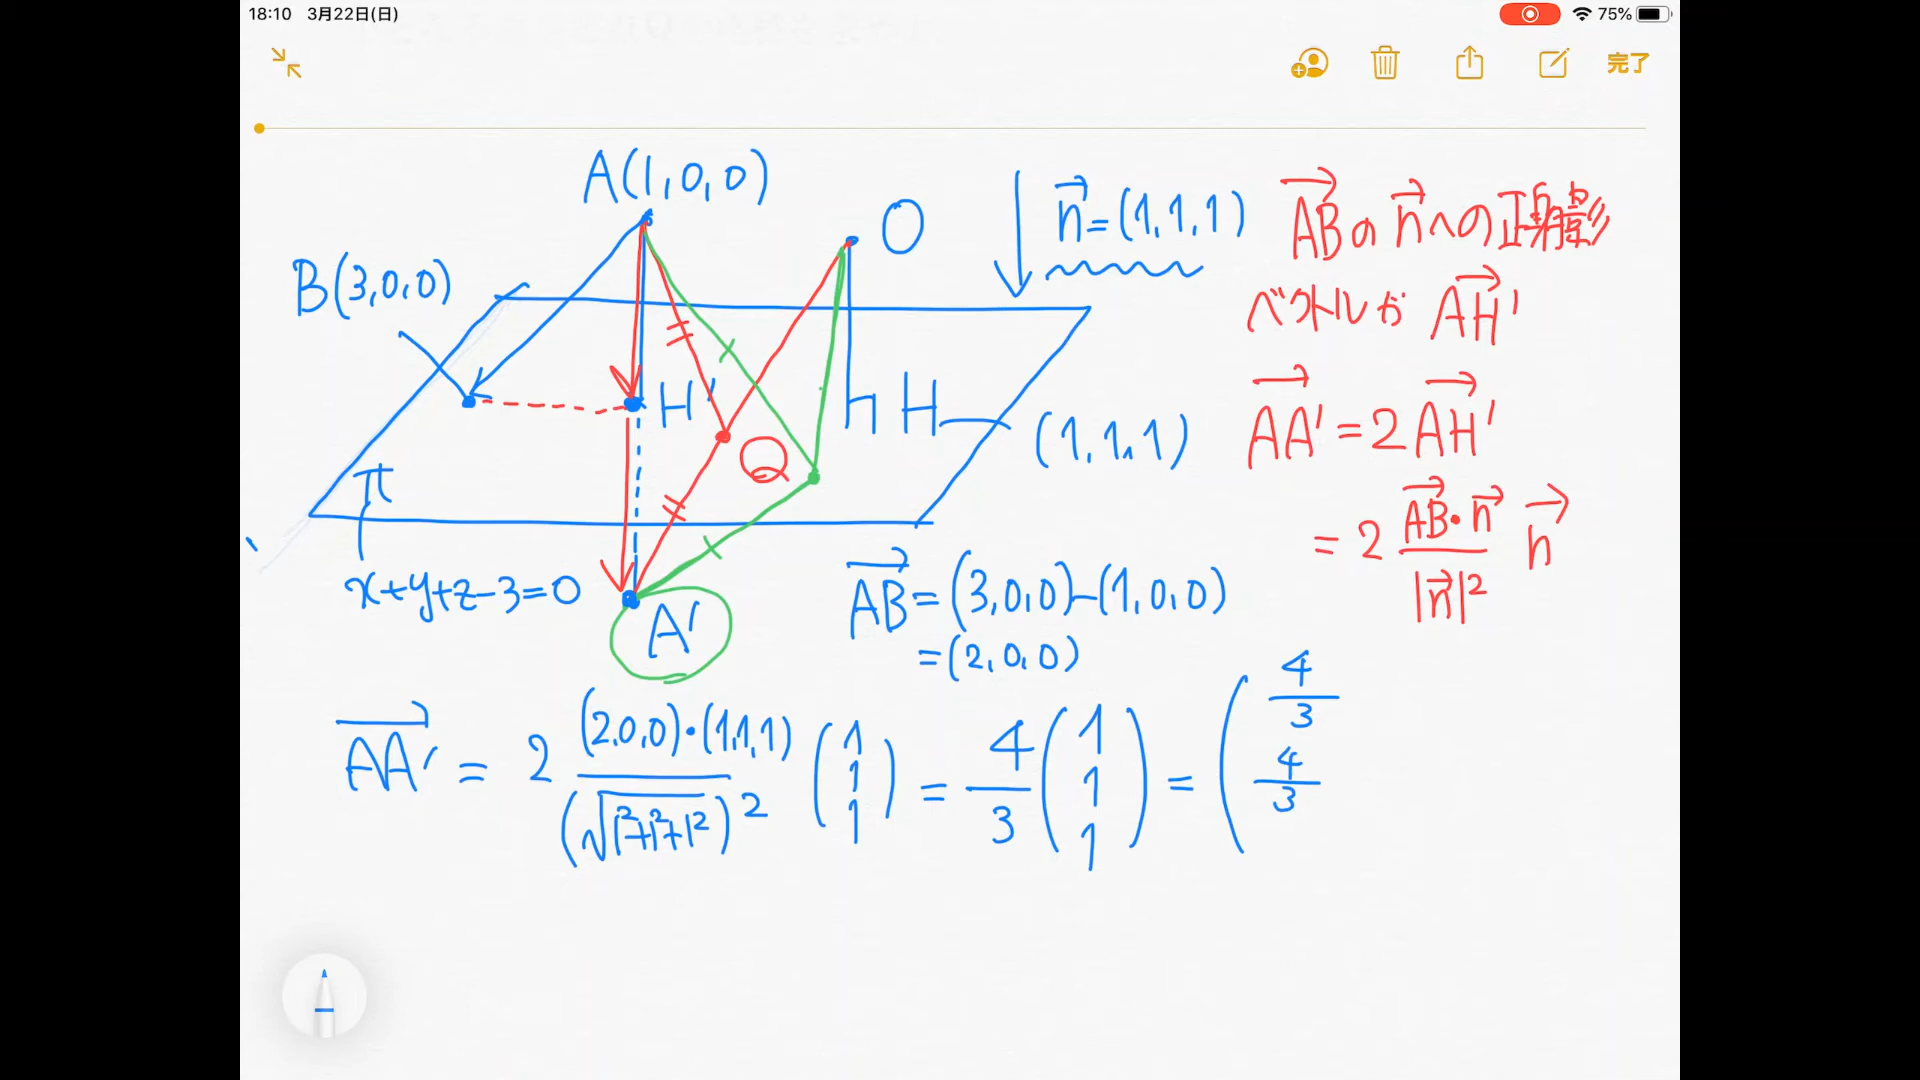 18:10 3月22日(日)
75%
完了
A(1,0,0)
O
B(3,0,0)
n=(1,1,1)
ABのnへの正射影
ベクトルが AH'
H'
H
(1,1,1)
Q
π
x+y+z-3=0
A'
AA'=2AH'
=2 AB・n/|n|² n
AB=(3,0,0)-(1,0,0)
=(2,0,0)
AA' = 2 (2,0,0)・(1,1,1)/(√1²+1²+1²)² (1 1 1) = 4/3 (1 1 1) = (4/3 4/3